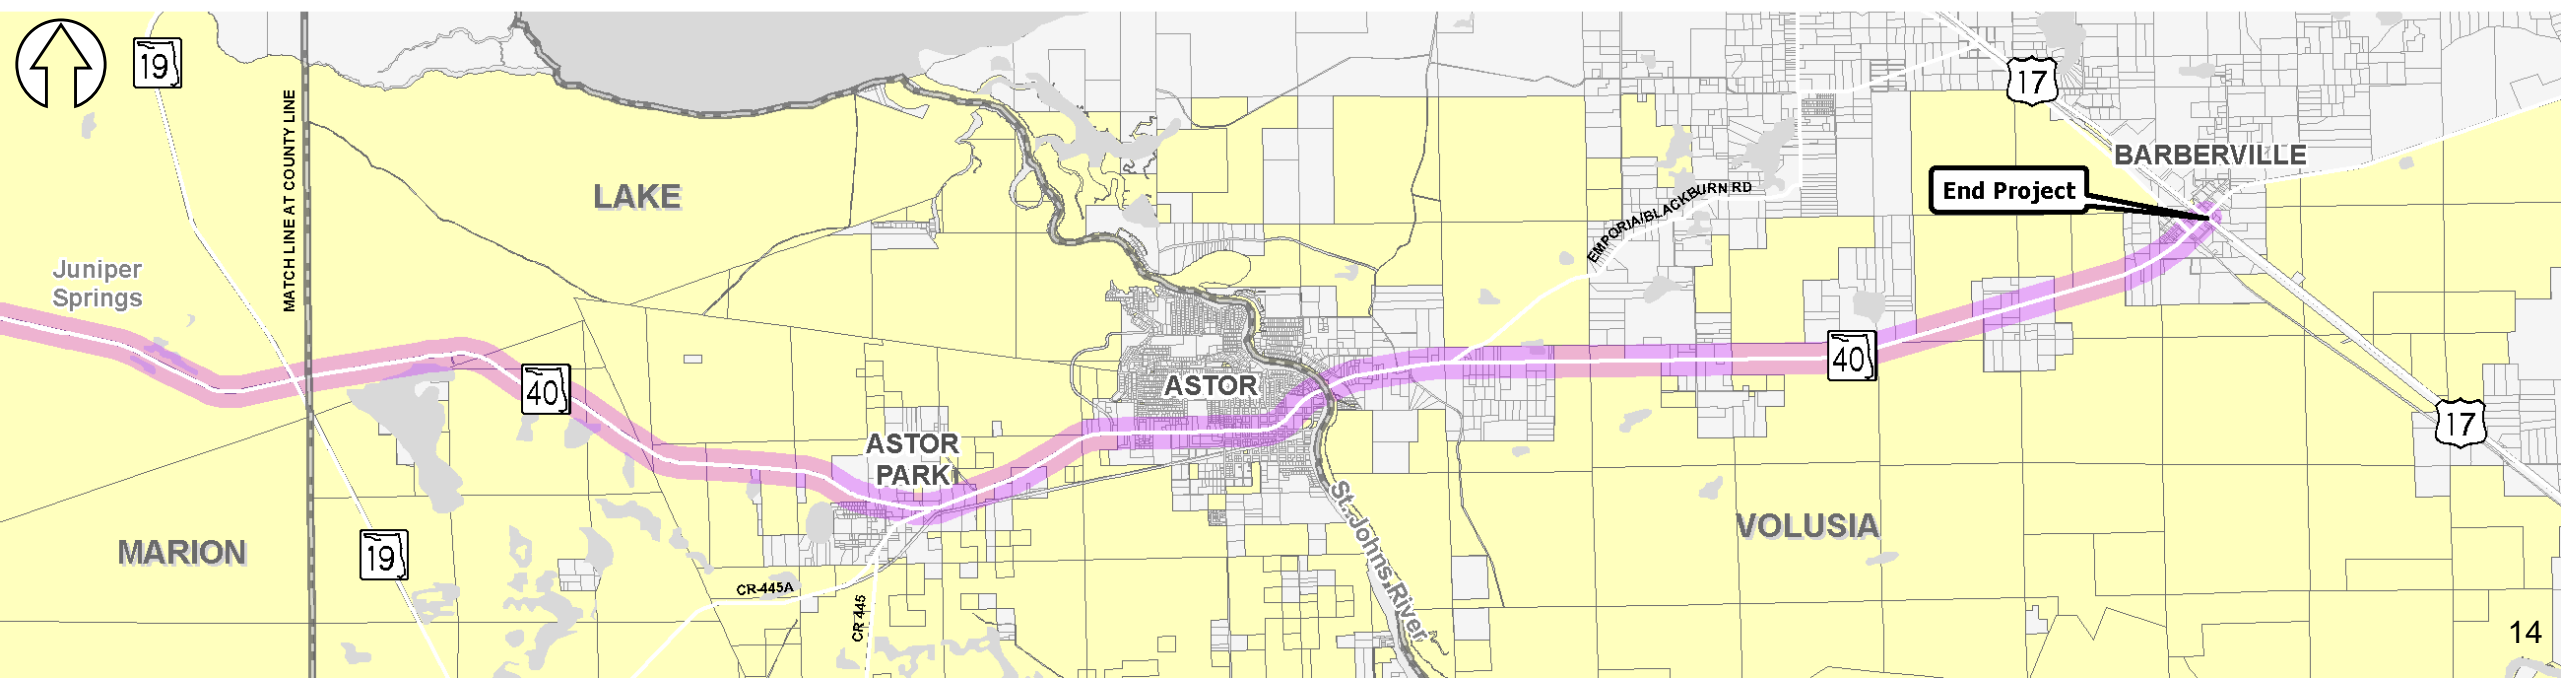 19
17
MATCH LINE AT COUNTY LINE
BARBERVILLE
LAKE
End Project
EMPORIA/BLACKBURN RD
Juniper
Springs
40
40
ASTOR
17
ASTOR
PARK
St. Johns River
VOLUSIA
MARION
19
CR-445A
CR 445
14